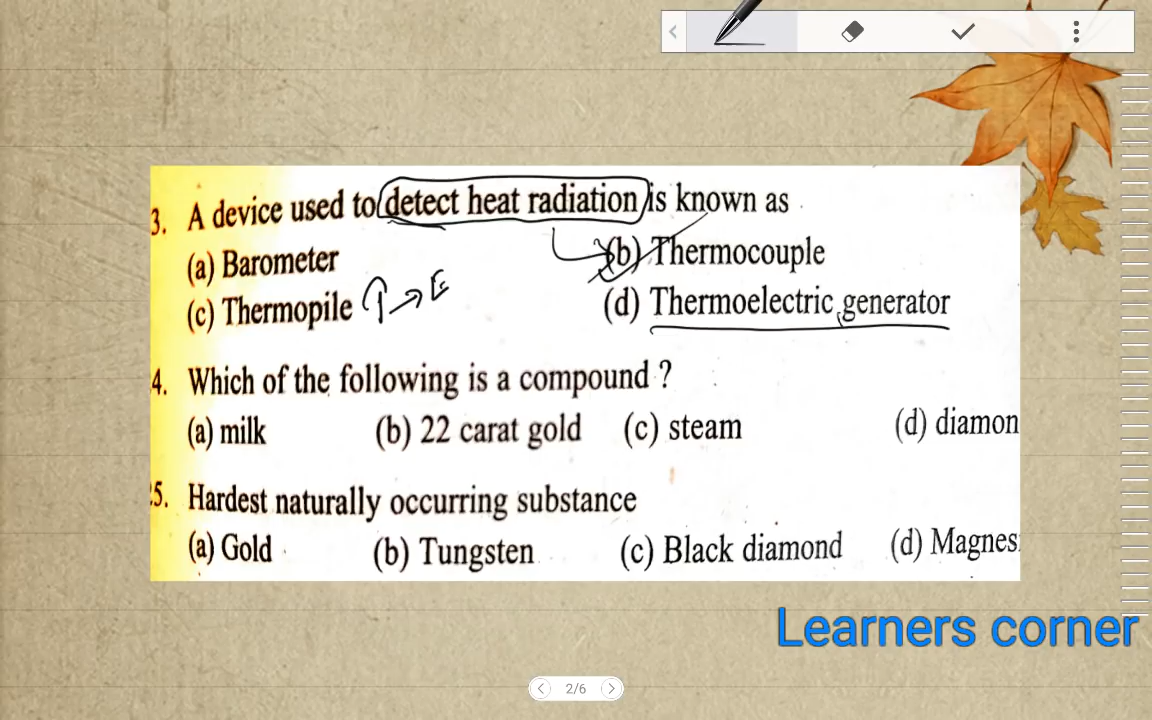 3. A device used to detect heat radiation is known as
(a) Barometer (b) Thermocouple
(c) Thermopile (d) Thermoelectric generator
4. Which of the following is a compound ?
(a) milk (b) 22 carat gold (c) steam (d) diamon
5. Hardest naturally occurring substance
(a) Gold (b) Tungsten (c) Black diamond (d) Magnes
Learners corner
2/6